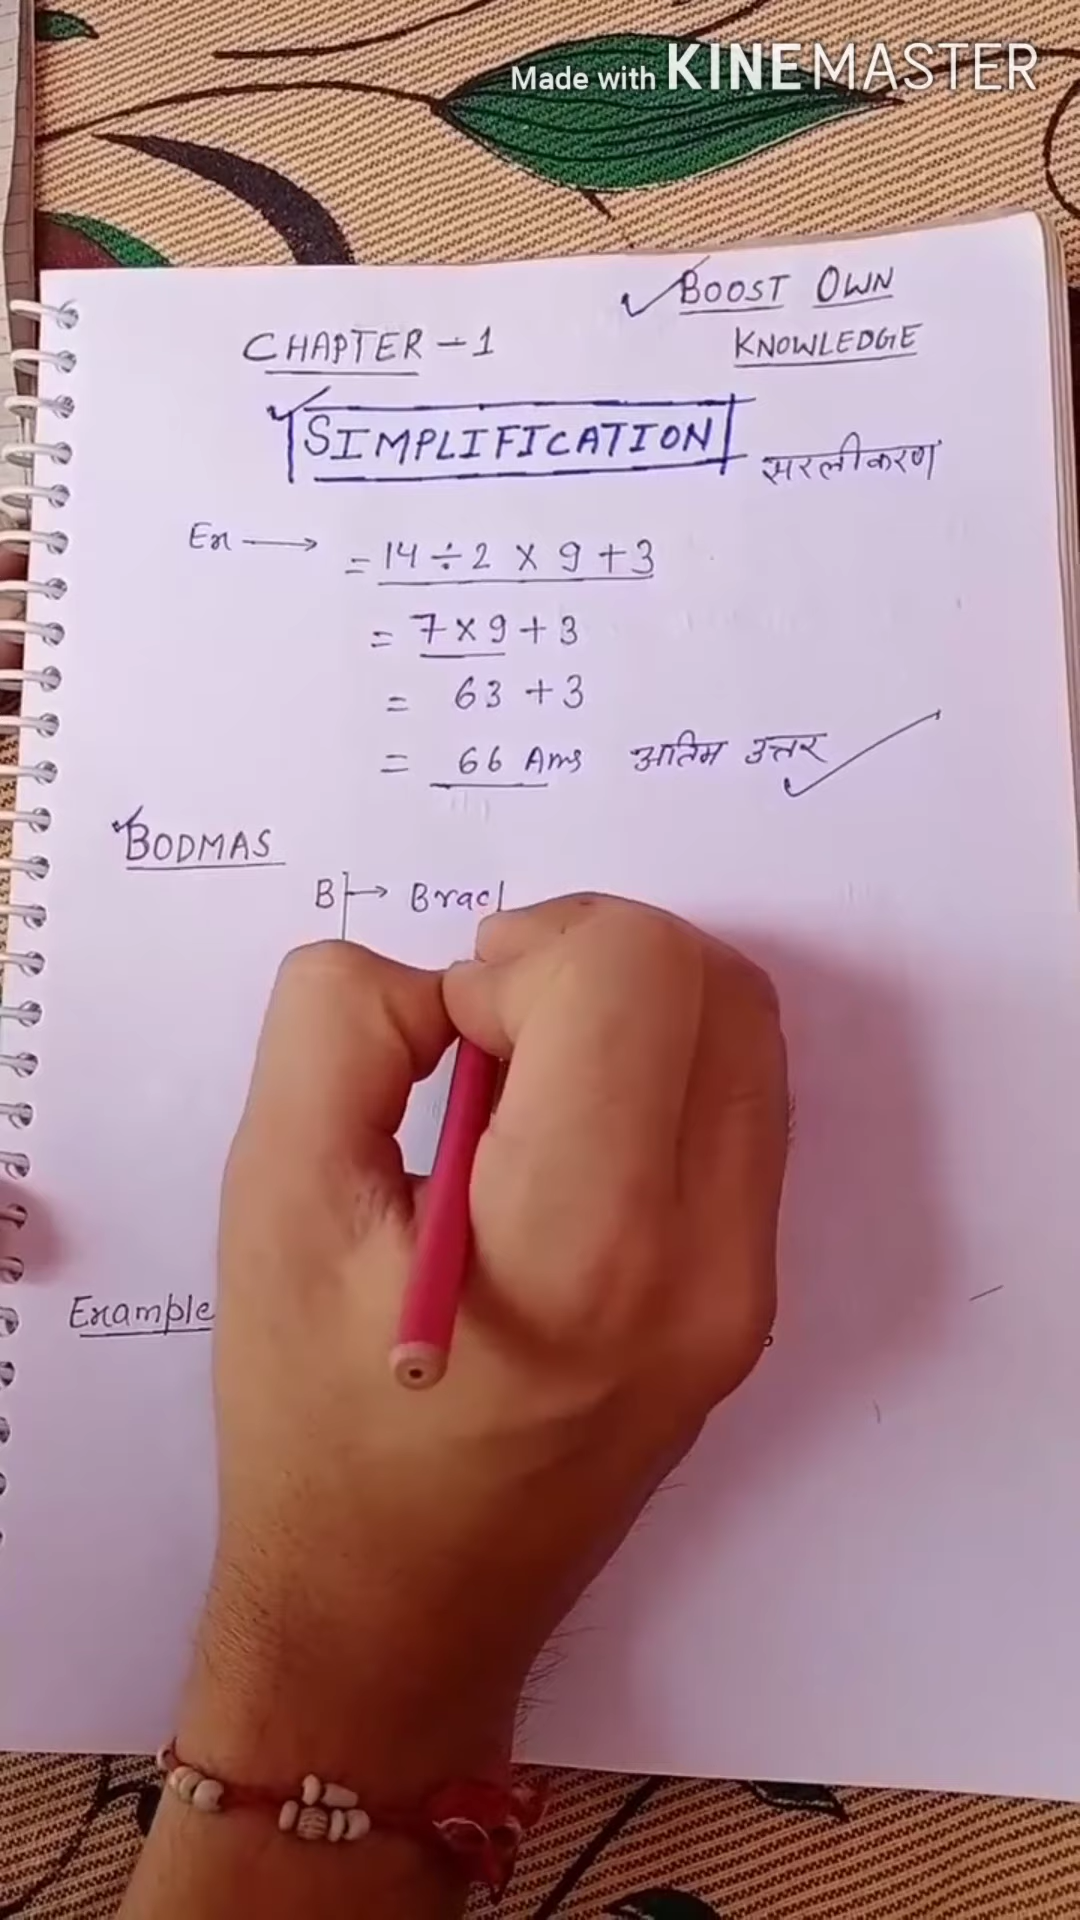 Made with KINEMASTER
✓BOOST OWN
KNOWLEDGE
CHAPTER - 1
SIMPLIFICATION सरलीकरण
Ex → = 14 ÷ 2 × 9 + 3
= 7 × 9 + 3
= 63 + 3
= 66 Ans अंतिम उत्तर
BODMAS
B → Brac
Example